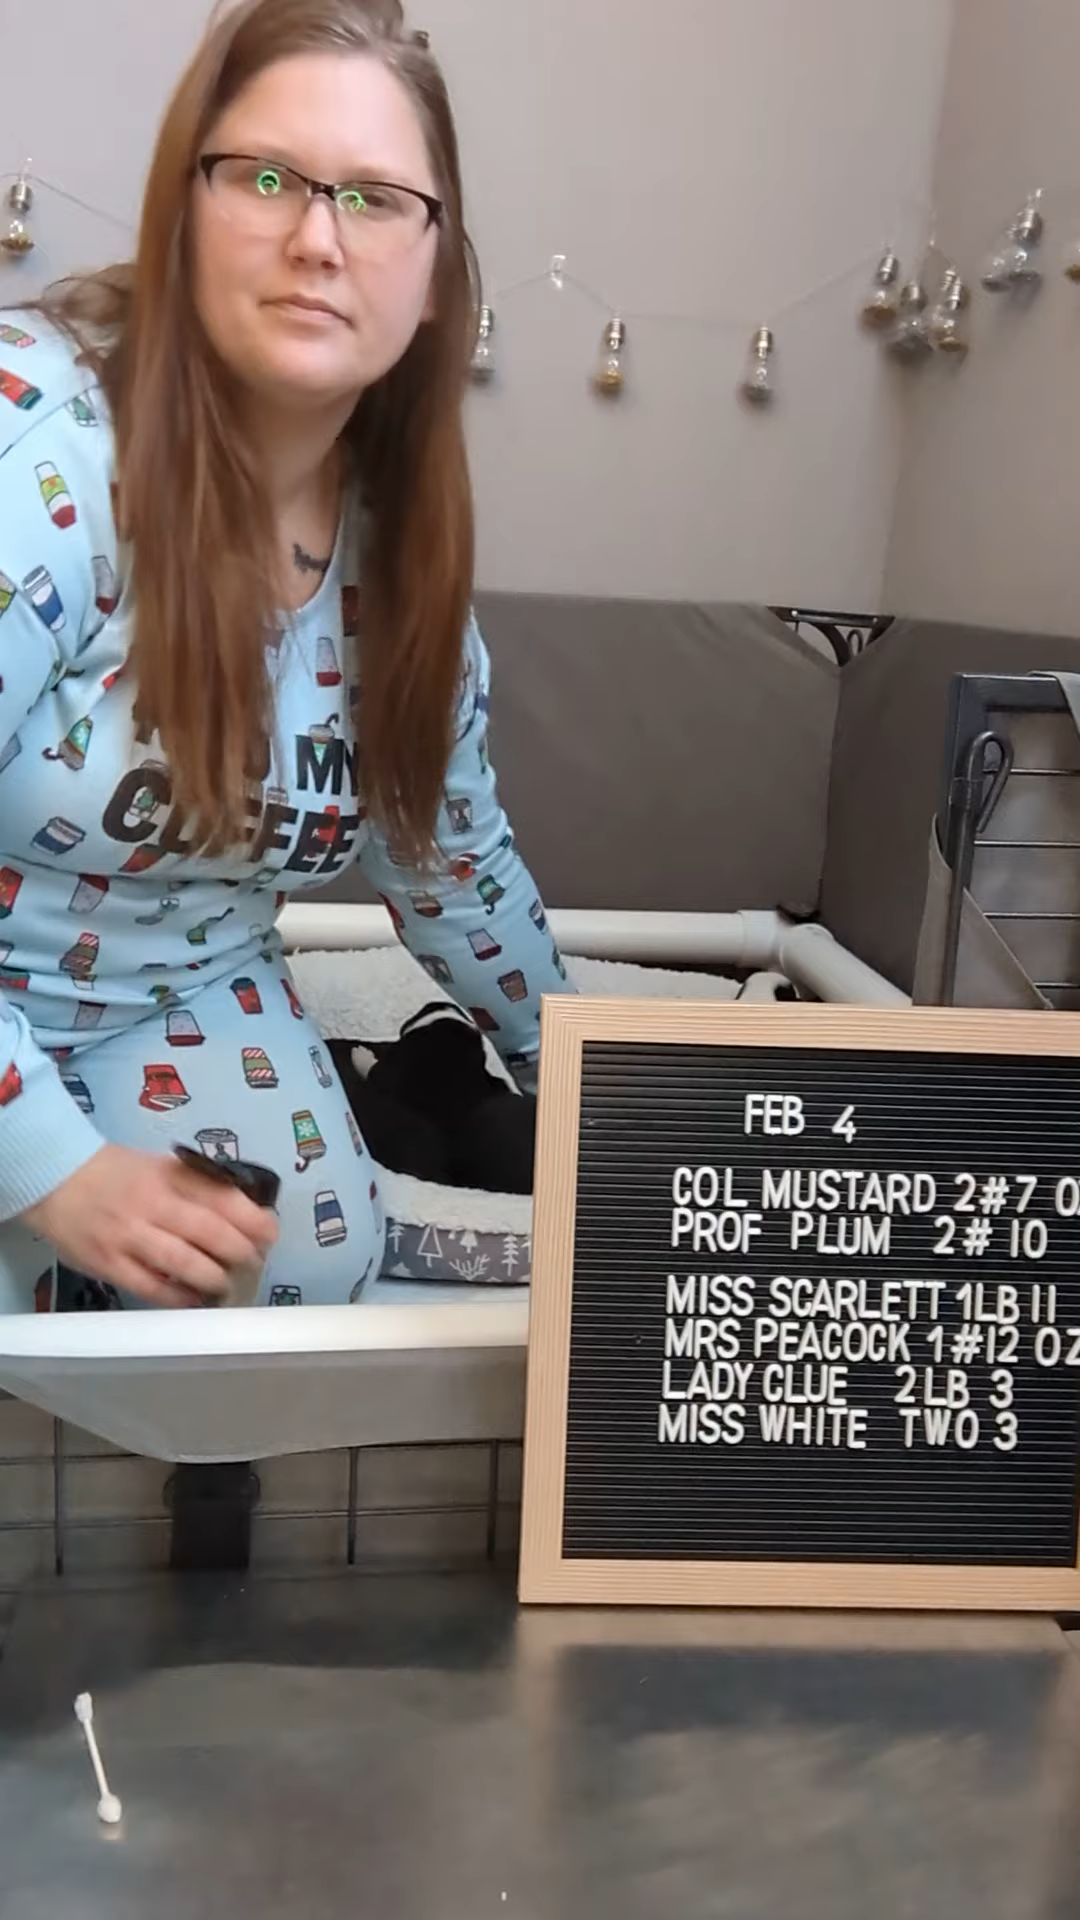 MY
COFFEE
FEB 4
COL MUSTARD 2#7 OZ
PROF PLUM 2# 10
MISS SCARLETT 1LB 11
MRS PEACOCK 1#12 OZ
LADY CLUE 2LB 3
MISS WHITE TWO 3